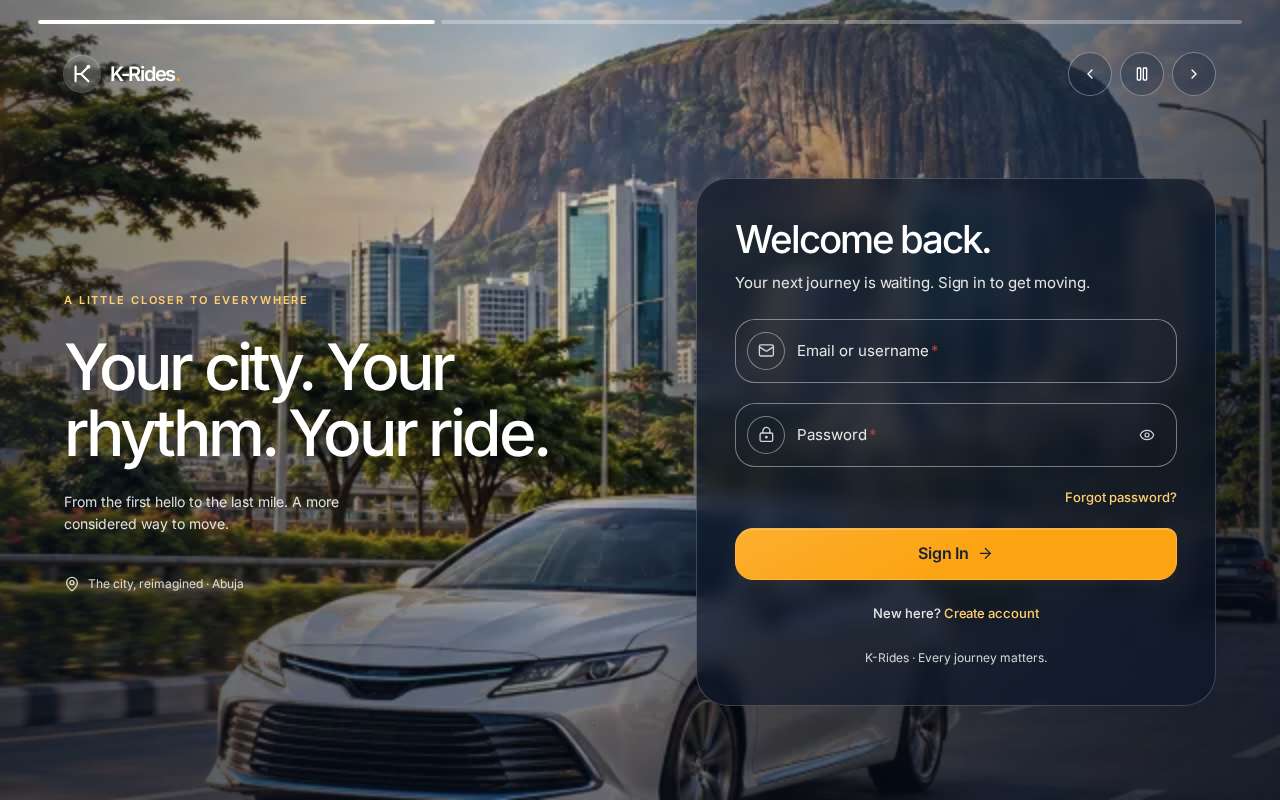 K-Rides.
A LITTLE CLOSER TO EVERYWHERE
Your city. Your
rhythm. Your ride.
From the first hello to the last mile. A more
considered way to move.
The city, reimagined · Abuja
Welcome back.
Your next journey is waiting. Sign in to get moving.
Email or username *
Password *
Forgot password?
Sign In →
New here? Create account
K-Rides · Every journey matters.